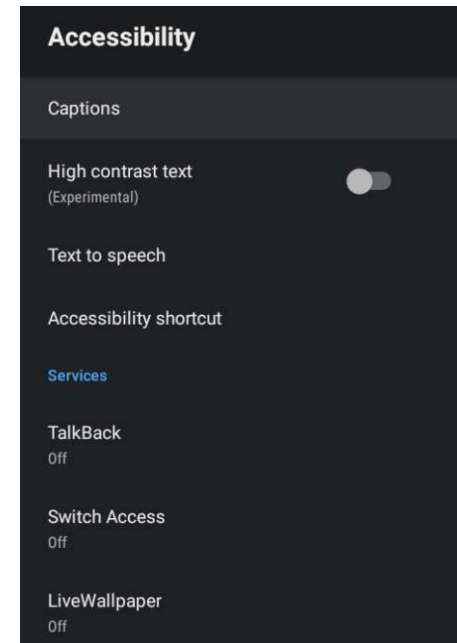 Accessibility
Captions
High contrast text
(Experimental)
Text to speech
Accessibility shortcut
Services
TalkBack
Off
Switch Access
Off
LiveWallpaper
Off